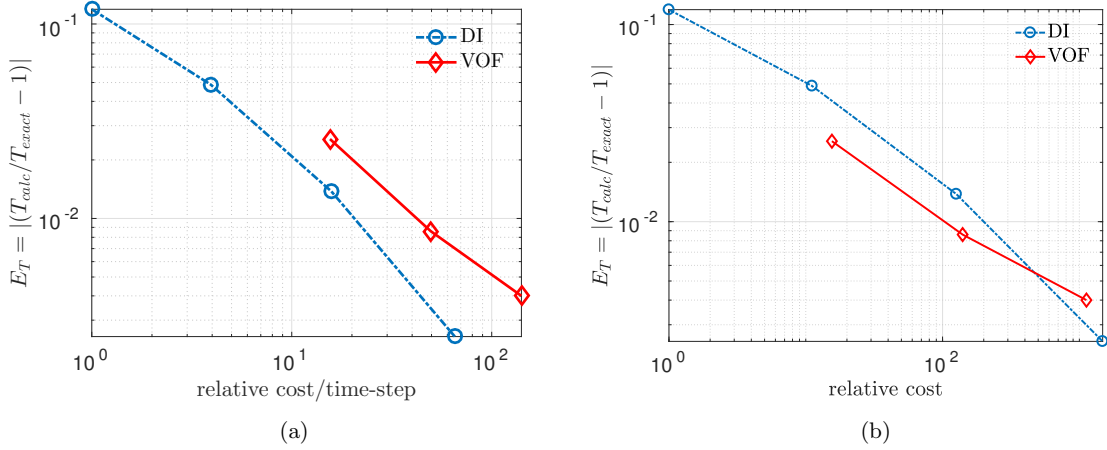 10^-1
DI
VOF
10^-2
E_T = |(T_calc/T_exact − 1)|
10^0
10^1
10^2
relative cost/time-step
(a)
10^-1
DI
VOF
10^-2
E_T = |(T_calc/T_exact − 1)|
10^0
10^2
relative cost
(b)